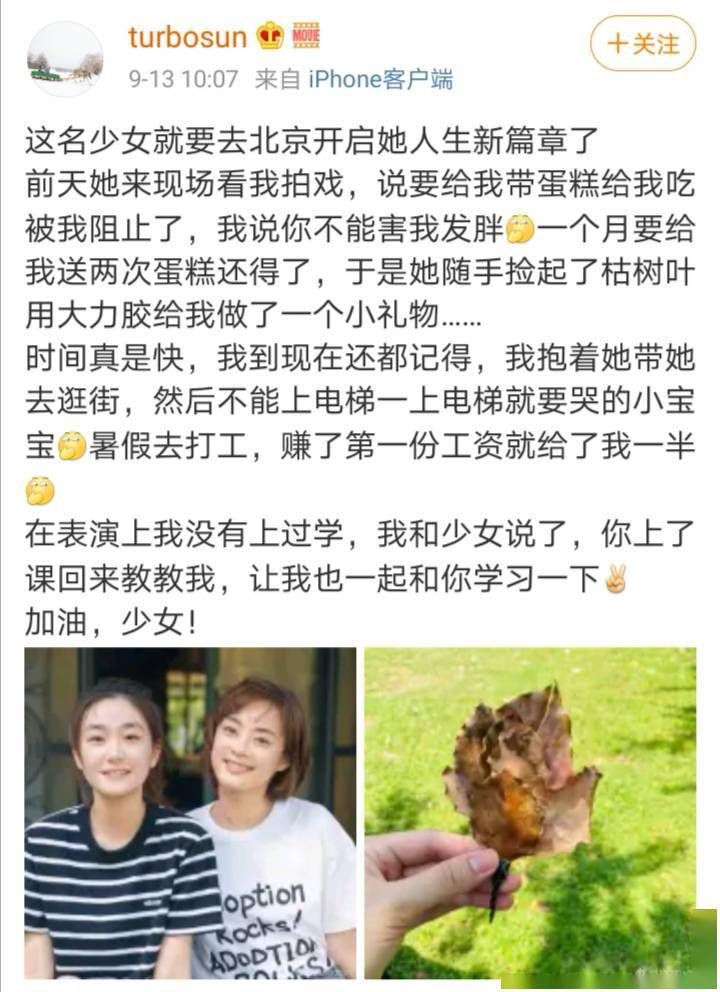 turbosun
MOVIE
+关注
9-13 10:07 来自 iPhone客户端
这名少女就要去北京开启她人生新篇章了
前天她来现场看我拍戏，说要给我带蛋糕给我吃
被我阻止了，我说你不能害我发胖🤔一个月要给
我送两次蛋糕还得了，于是她随手捡起了枯树叶
用大力胶给我做了一个小礼物......
时间真是快，我到现在还都记得，我抱着她带她
去逛街，然后不能上电梯一上电梯就要哭的小宝
宝🤔暑假去打工，赚了第一份工资就给了我一半
🤔
在表演上我没有上过学，我和少女说了，你上了
课回来教教我，让我也一起和你学习一下✌
加油，少女！
option
Rocks!
ADODTION